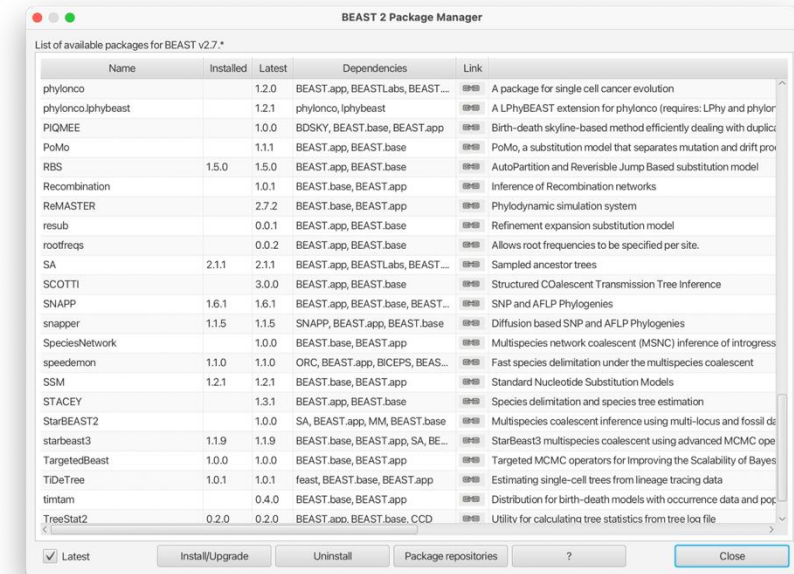 BEAST 2 Package Manager
List of available packages for BEAST v2.7.*
Name Installed Latest Dependencies Link
phylonco 1.2.0 BEAST.app, BEASTLabs, BEAST.... A package for single cell cancer evolution
phylonco.lphybeast 1.2.1 phylonco, lphybeast A LPhyBEAST extension for phylonco (requires: LPhy and phylon
PIQMEE 1.0.0 BDSKY, BEAST.base, BEAST.app Birth-death skyline-based method efficiently dealing with duplica
PoMo 1.1.1 BEAST.app, BEAST.base PoMo, a substitution model that separates mutation and drift pro
RBS 1.5.0 1.5.0 BEAST.app, BEAST.base AutoPartition and Reverisble Jump Based substitution model
Recombination 1.0.1 BEAST.base, BEAST.app Inference of Recombination networks
ReMASTER 2.7.2 BEAST.base, BEAST.app Phylodynamic simulation system
resub 0.0.1 BEAST.app, BEAST.base Refinement expansion substitution model
rootfreqs 0.0.2 BEAST.app, BEAST.base Allows root frequencies to be specified per site.
SA 2.1.1 2.1.1 BEAST.app, BEASTLabs, BEAST.... Sampled ancestor trees
SCOTTI 3.0.0 BEAST.app, BEAST.base Structured COalescent Transmission Tree Inference
SNAPP 1.6.1 1.6.1 BEAST.app, BEAST.base, BEAST... SNP and AFLP Phylogenies
snapper 1.1.5 1.1.5 SNAPP, BEAST.app, BEAST.base Diffusion based SNP and AFLP Phylogenies
SpeciesNetwork 1.0.0 BEAST.base, BEAST.app Multispecies network coalescent (MSNC) inference of introgress
speedemon 1.1.0 1.1.0 ORC, BEAST.app, BICEPS, BEAS... Fast species delimitation under the multispecies coalescent
SSM 1.2.1 1.2.1 BEAST.base, BEAST.app Standard Nucleotide Substitution Models
STACEY 1.3.1 BEAST.app, BEAST.base Species delimitation and species tree estimation
StarBEAST2 1.0.0 SA, BEAST.app, MM, BEAST.base Multispecies coalescent inference using multi-locus and fossil da
starbeast3 1.1.9 1.1.9 BEAST.base, BEAST.app, SA, BE... StarBeast3 multispecies coalescent using advanced MCMC ope
TargetedBeast 1.0.0 1.0.0 BEAST.base, BEAST.app Targeted MCMC operators for Improving the Scalability of Bayes
TiDeTree 1.0.1 1.0.1 feast, BEAST.base, BEAST.app Estimating single-cell trees from lineage tracing data
timtam 0.4.0 BEAST.base, BEAST.app Distribution for birth-death models with occurrence data and pop
TreeStat2 0.2.0 0.2.0 BEAST.app, BEAST.base, CCD Utility for calculating tree statistics from tree log file
Latest Install/Upgrade Uninstall Package repositories ? Close